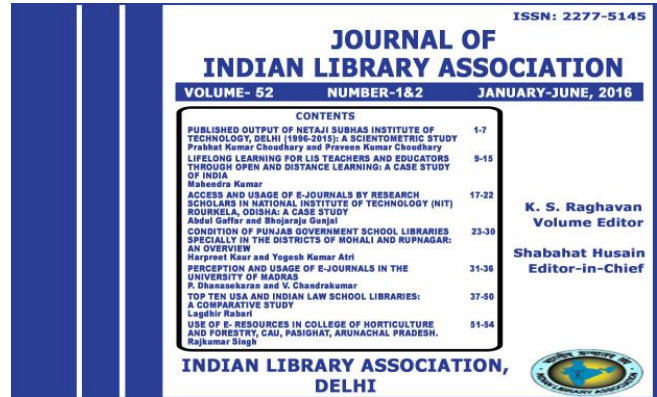 ISSN: 2277-5145
JOURNAL OF
INDIAN LIBRARY ASSOCIATION
VOLUME- 52 NUMBER-1&2 JANUARY-JUNE, 2016
CONTENTS
PUBLISHED OUTPUT OF NETAJI SUBHAS INSTITUTE OF 1-7
TECHNOLOGY, DELHI (1996-2015): A SCIENTOMETRIC STUDY
Prabhat Kumar Choudhary and Praveen Kumar Choudhary
LIFELONG LEARNING FOR LIS TEACHERS AND EDUCATORS 9-15
THROUGH OPEN AND DISTANCE LEARNING: A CASE STUDY
OF INDIA
Mahendra Kumar
ACCESS AND USAGE OF E-JOURNALS BY RESEARCH 17-22
SCHOLARS IN NATIONAL INSTITUTE OF TECHNOLOGY (NIT)
ROURKELA, ODISHA: A CASE STUDY
Abdul Gaffar and Bhojaraju Gunjal
CONDITION OF PUNJAB GOVERNMENT SCHOOL LIBRARIES 23-30
SPECIALLY IN THE DISTRICTS OF MOHALI AND RUPNAGAR:
AN OVERVIEW
Harpreet Kaur and Yogesh Kumar Atri
PERCEPTION AND USAGE OF E-JOURNALS IN THE 31-36
UNIVERSITY OF MADRAS
P. Dhanasekaran and V. Chandrakumar
TOP TEN USA AND INDIAN LAW SCHOOL LIBRARIES: 37-50
A COMPARATIVE STUDY
Lagdhir Rabari
USE OF E- RESOURCES IN COLLEGE OF HORTICULTURE 51-54
AND FORESTRY, CAU, PASIGHAT, ARUNACHAL PRADESH.
Rajkumar Singh
K. S. Raghavan
Volume Editor
Shabahat Husain
Editor-in-Chief
INDIAN LIBRARY ASSOCIATION,
DELHI
INDIAN LIBRARY ASSOCIATION